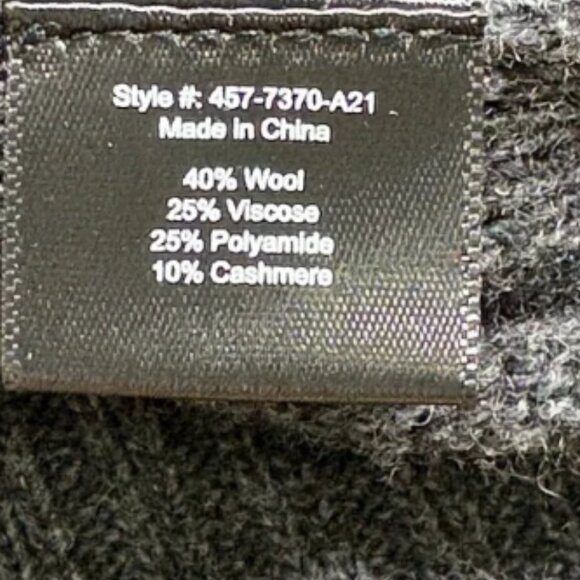 Style #: 457-7370-A21
Made in China
40% Wool
25% Viscose
25% Polyamide
10% Cashmere